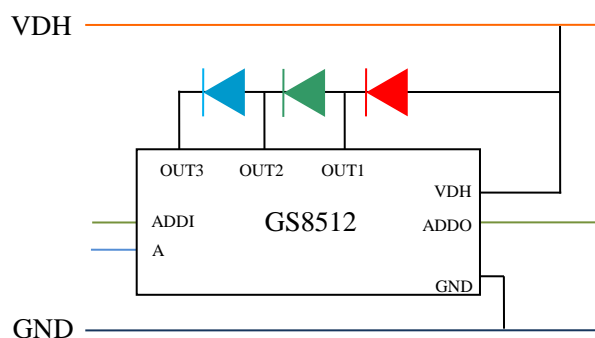 VDH
OUT3 OUT2 OUT1
VDH
ADDI GS8512 ADDO
A
GND
GND